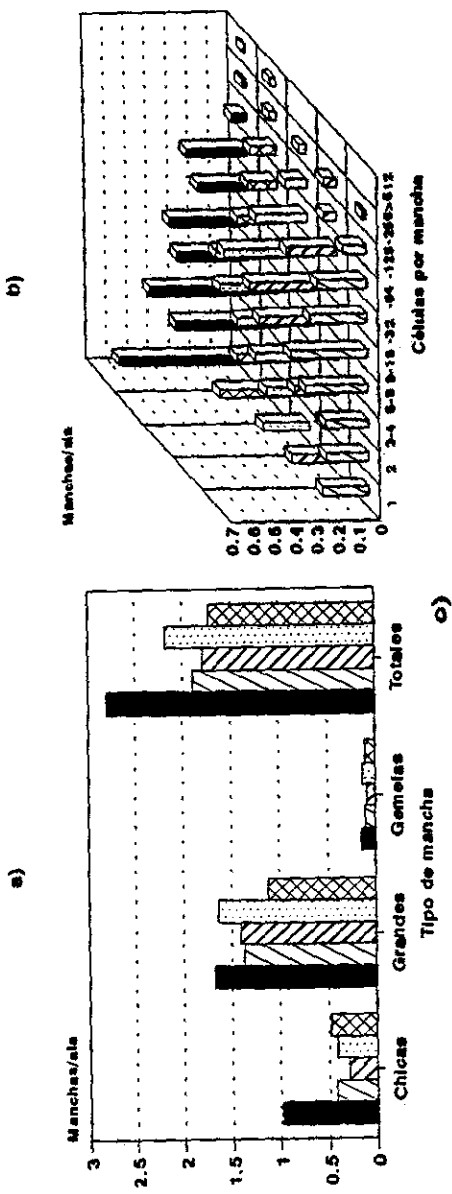 a)
Manchas/ala
3
2.5
2
1.5
1
0.5
0
Chicas Grandes Gemelas Totales
Tipo de mancha
c)
b)
Manchas/ala
0.7
0.6
0.5
0.4
0.3
0.2
0.1
0
1 2 3-4 5-8 9-16 -32 -64 -128 -256 >512
Células por mancha